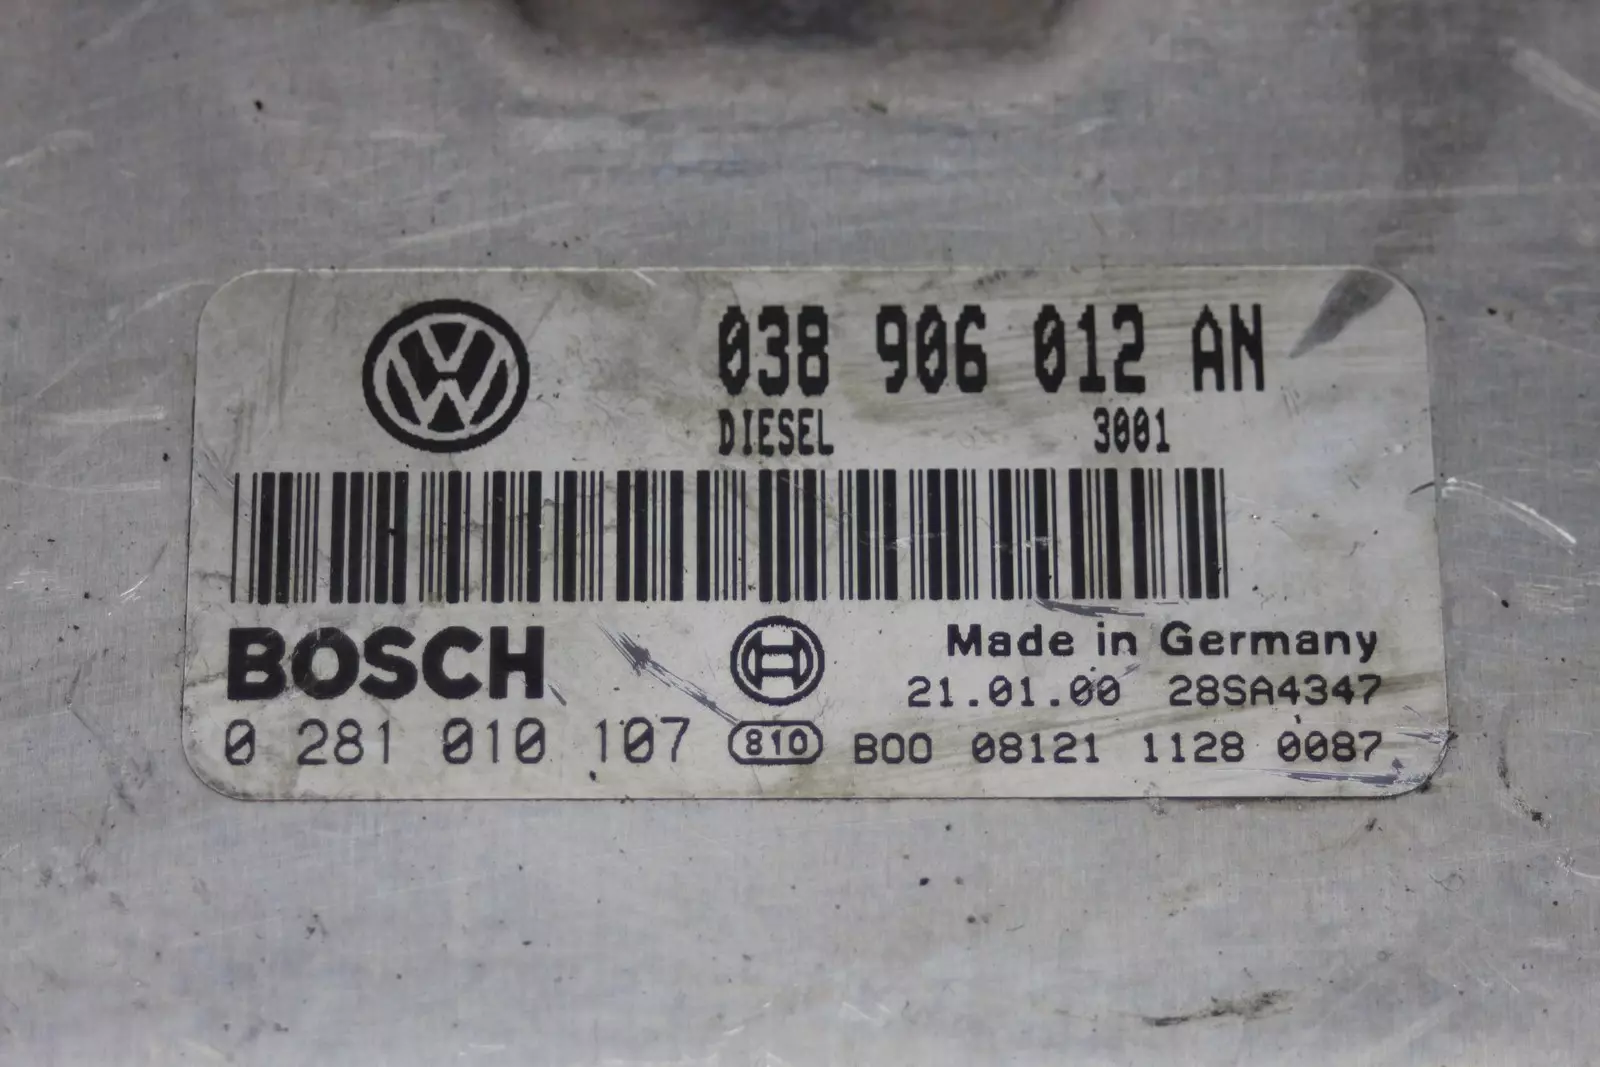 038 906 012 AN
DIESEL 3001
BOSCH
Made in Germany
21.01.00 28SA4347
0 281 010 107 810 B00 08121 1128 0087